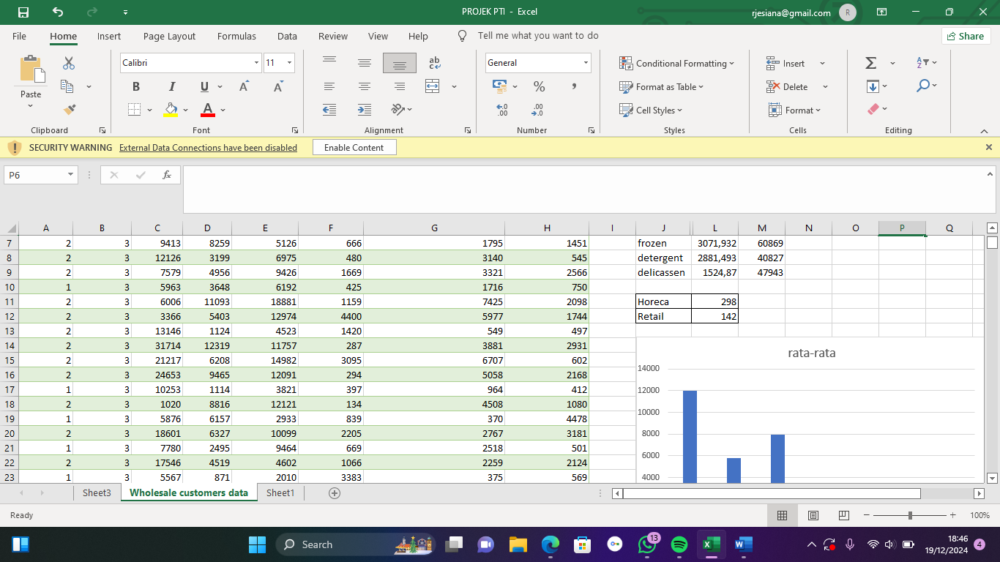 PROJEK PTI - Excel
rjesiana@gmail.com R
File Home Insert Page Layout Formulas Data Review View Help Tell me what you want to do Share
Calibri 11 General
Paste
B I U A A A
ab
% ,
Conditional Formatting
Format as Table
Cell Styles
Insert
Delete
Format
Clipboard Font Alignment Number Styles Cells Editing
SECURITY WARNING External Data Connections have been disabled Enable Content
P6 fx
A B C D E F G H I J L M N O P Q
7 2 3 9413 8259 5126 666 1795 1451 frozen 3071,932 60869
8 2 3 12126 3199 6975 480 3140 545 detergent 2881,493 40827
9 2 3 7579 4956 9426 1669 3321 2566 delicassen 1524,87 47943
10 1 3 5963 3648 6192 425 1716 750
11 2 3 6006 11093 18881 1159 7425 2098 Horeca 298
12 2 3 3366 5403 12974 4400 5977 1744 Retail 142
13 2 3 13146 1124 4523 1420 549 497
14 2 3 31714 12319 11757 287 3881 2931
15 2 3 21217 6208 14982 3095 6707 602
16 2 3 24653 9465 12091 294 5058 2168
17 1 3 10253 1114 3821 397 964 412
18 2 3 1020 8816 12121 134 4508 1080
19 1 3 5876 6157 2933 839 370 4478
20 2 3 18601 6327 10099 2205 2767 3181
21 1 3 7780 2495 9464 669 2518 501
22 2 3 17546 4519 4602 1066 2259 2124
23 1 3 5567 871 2010 3383 375 569
rata-rata
14000
12000
10000
8000
6000
4000
Sheet3 Wholesale customers data Sheet1
Ready 100%
Search 13 18:46
19/12/2024 4